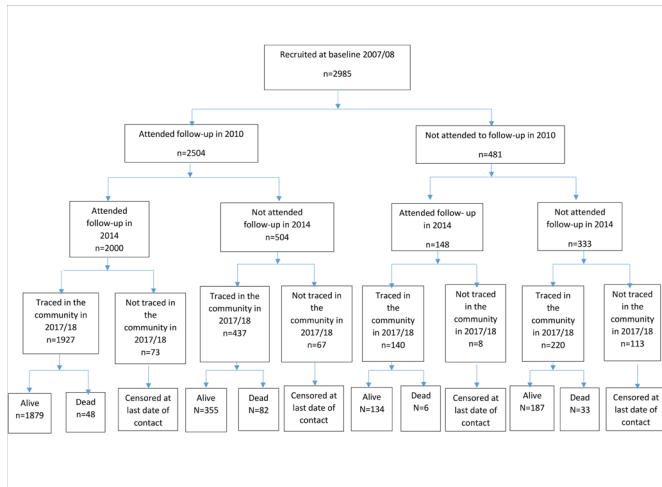 Recruited at baseline 2007/08
n=2985
Attended follow-up in 2010
n=2504
Not attended to follow-up in 2010
n=481
Attended
follow-up in
2014
n=2000
Not attended
follow-up in 2014
n=504
Attended follow- up
in 2014
n=148
Not attended
follow-up in 2014
n=333
Traced in the
community in
2017/18
n=1927
Not traced in
the
community in
2017/18
n=73
Traced in the
community in
2017/18
n=437
Not traced in
the
community in
2017/18
n=67
Traced in the
community
in 2017/18
n=140
Not traced in
the
community
in 2017/18
n=8
Traced in the
community
in 2017/18
n=220
Not traced in
the
community
in 2017/18
n=113
Alive
n=1879
Dead
n=48
Censored at
last date of
contact
Alive
N=355
Dead
N=82
Censored at
last date of
contact
Alive
N=134
Dead
N=6
Censored at
last date of
contact
Alive
N=187
Dead
N=33
Censored at
last date of
contact